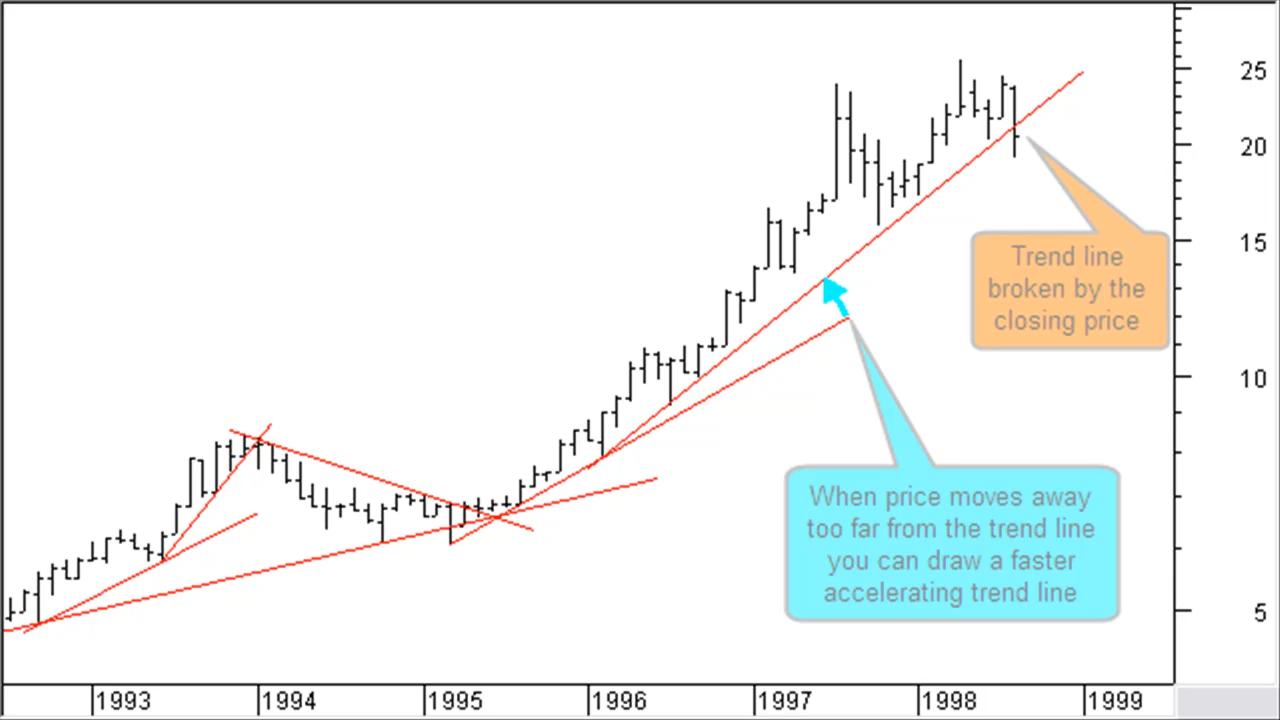 25
20
Trend line
broken by the
closing price
15
10
When price moves away
too far from the trend line
you can draw a faster
accelerating trend line
5
1993 1994 1995 1996 1997 1998 1999